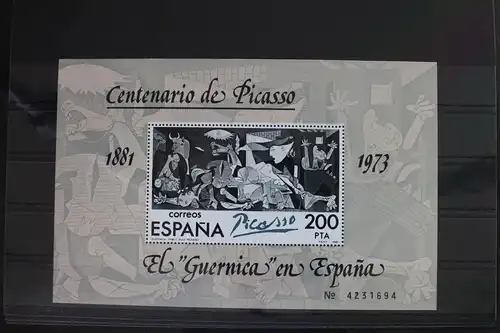 Centenario de Picasso
1881
1973
correos
ESPAÑA
Picasso
200
PTA
El "Guernica" en España
No 4231694